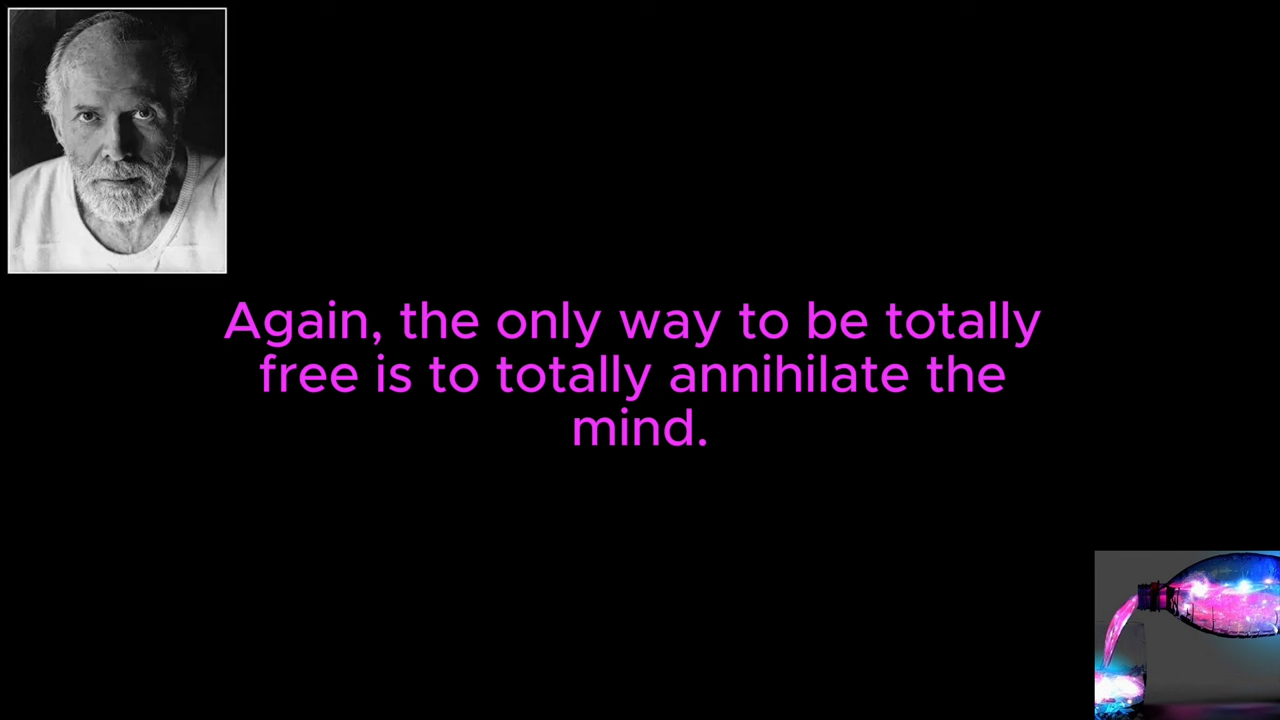 Again, the only way to be totally
free is to totally annihilate the
mind.